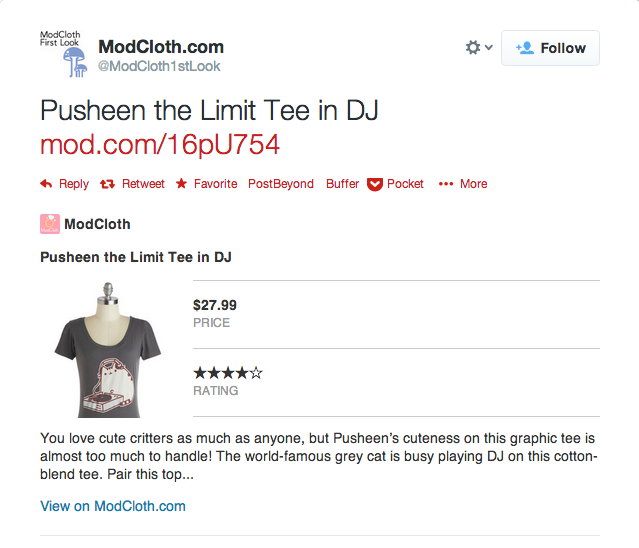 ModCloth
First Look
ModCloth.com
@ModCloth1stLook
Follow
Pusheen the Limit Tee in DJ
mod.com/16pU754
Reply Retweet Favorite PostBeyond Buffer Pocket More
ModCloth
Pusheen the Limit Tee in DJ
$27.99
PRICE
★★★★☆
RATING
You love cute critters as much as anyone, but Pusheen's cuteness on this graphic tee is
almost too much to handle! The world-famous grey cat is busy playing DJ on this cotton-
blend tee. Pair this top...
View on ModCloth.com